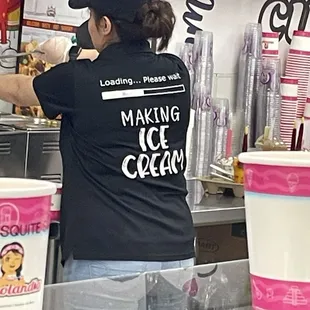 Loading... Please wait.
MAKING
ICE
CREAM
SQUITE